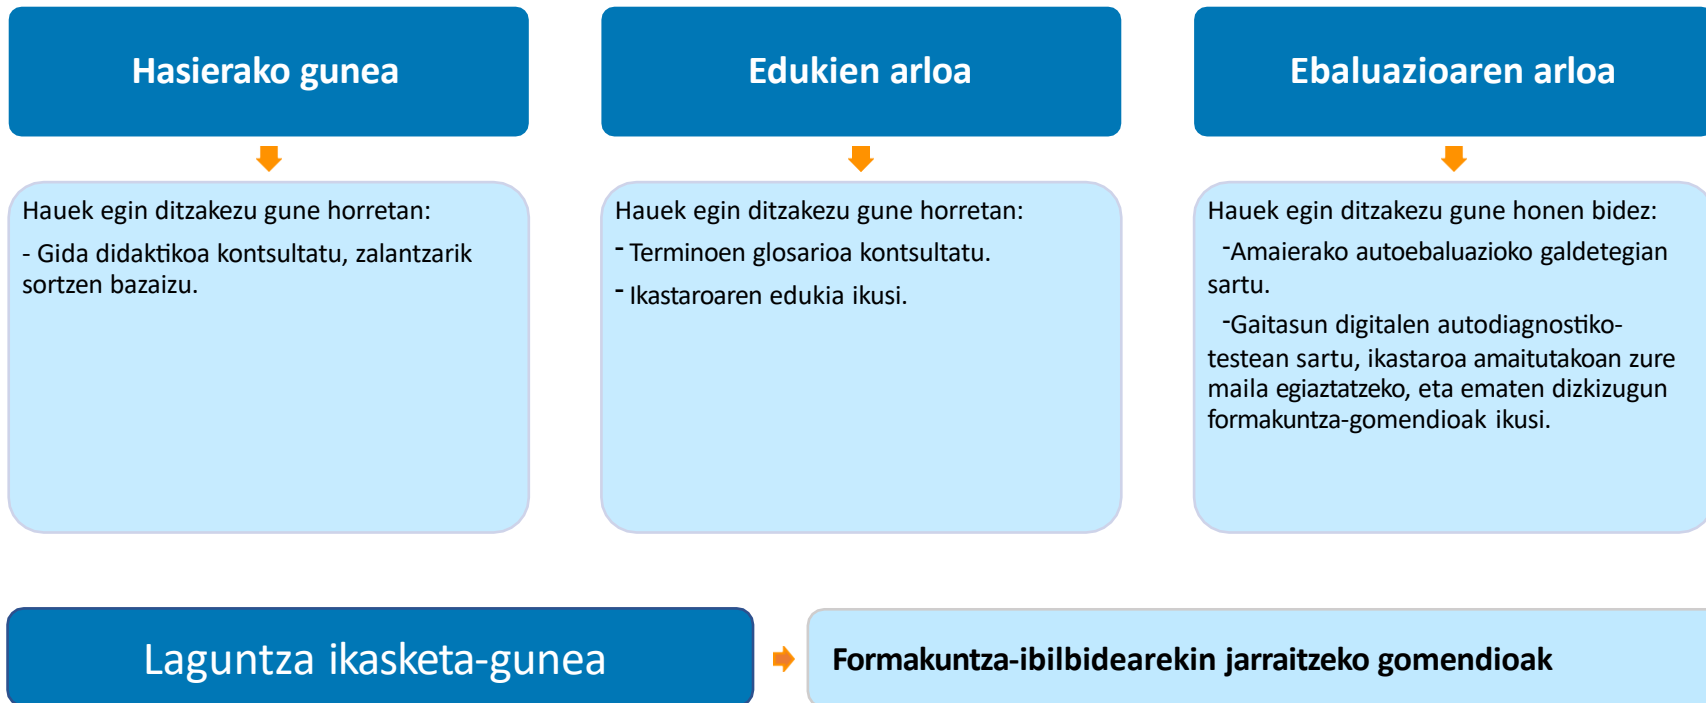 Hasierako gunea
Hauek egin ditzakezu gune horretan:
- Gida didaktikoa kontsultatu, zalantzarik
sortzen bazaizu.
Edukien arloa
Hauek egin ditzakezu gune horretan:
- Terminoen glosarioa kontsultatu.
- Ikastaroaren edukia ikusi.
Ebaluazioaren arloa
Hauek egin ditzakezu gune honen bidez:
-Amaierako autoebaluazioko galdetegian
sartu.
-Gaitasun digitalen autodiagnostiko-
testean sartu, ikastaroa amaitutakoan zure
maila egiaztatzeko, eta ematen dizkizugun
formakuntza-gomendioak ikusi.
Laguntza ikasketa-gunea
Formakuntza-ibilbidearekin jarraitzeko gomendioak